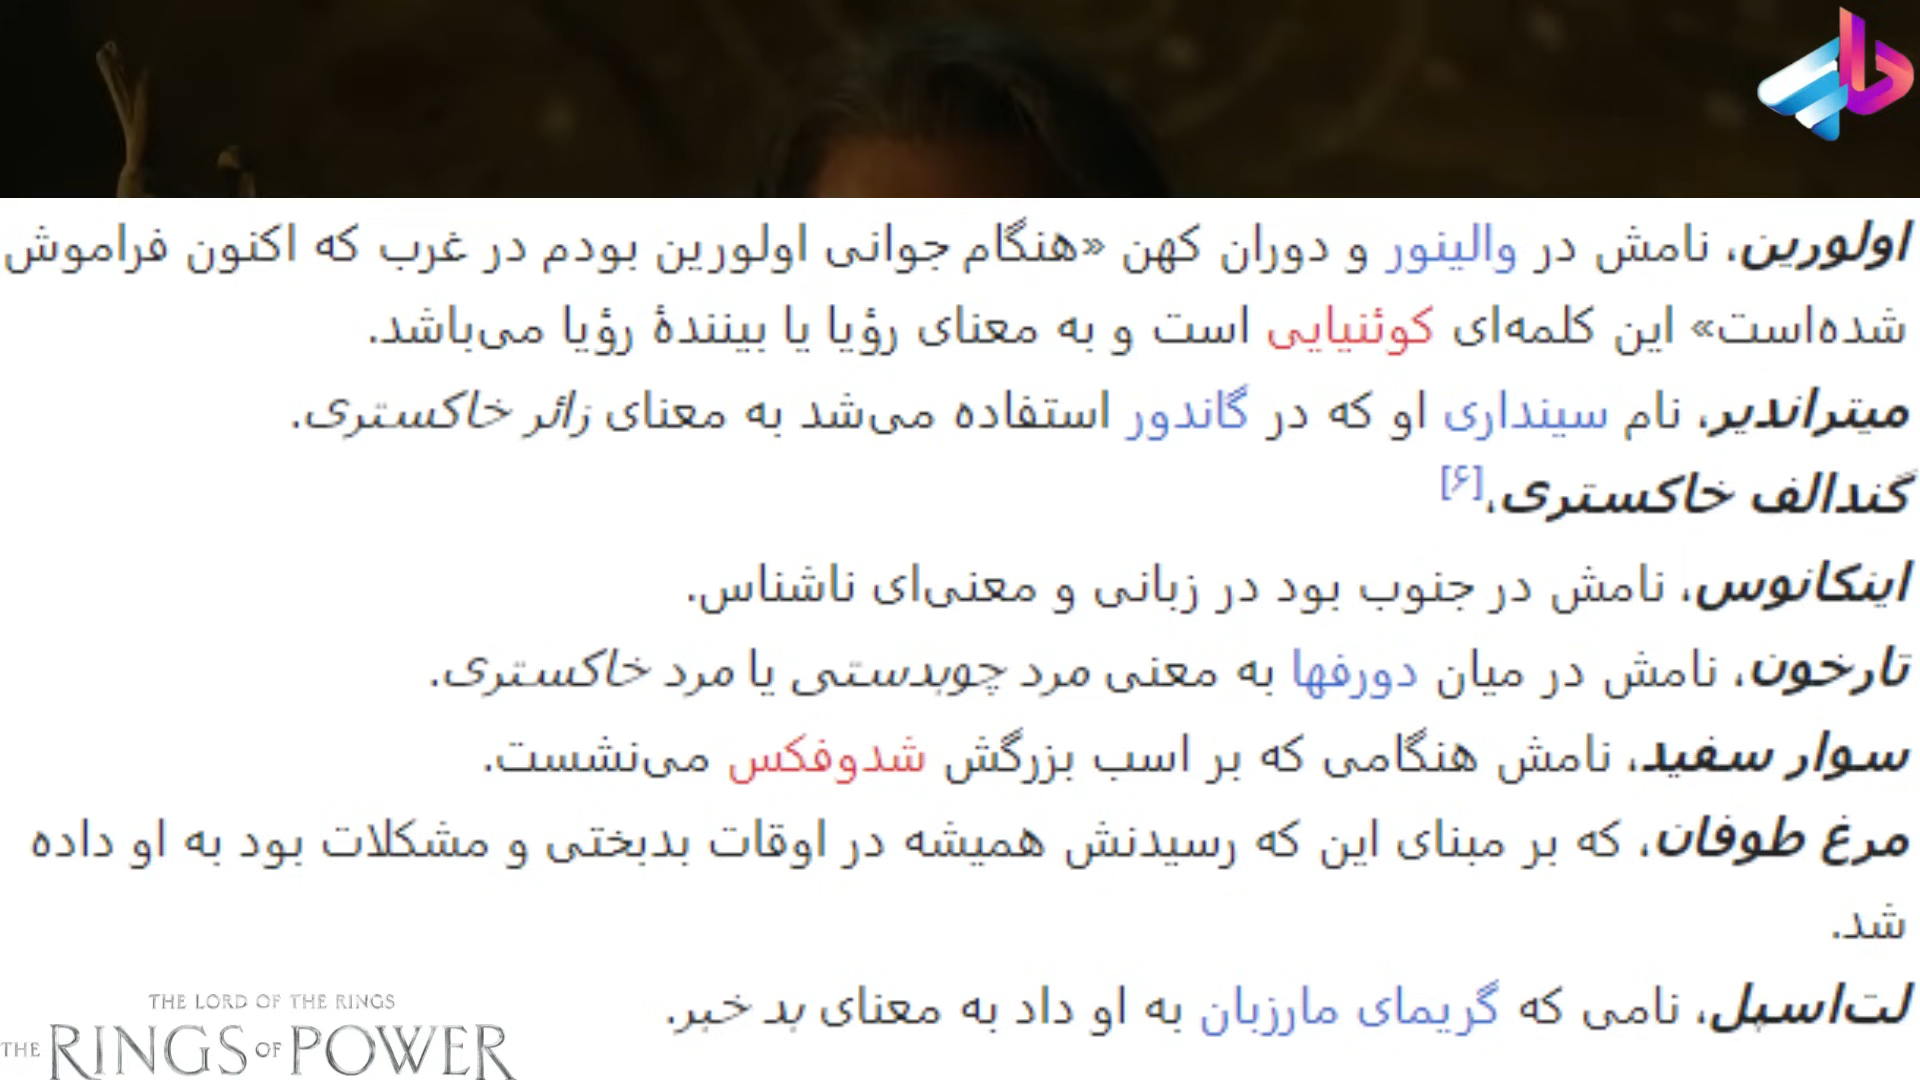 اولورین، نامش در والینور و دوران کهن «هنگام جوانی اولورین بودم در غرب که اکنون فراموش
شده‌است» این کلمه‌ای کوئنیایی است و به معنای رؤیا یا بینندهٔ رؤیا می‌باشد.
میتراندیر، نام سینداری او که در گاندور استفاده می‌شد به معنای زائر خاکستری.
گندالف خاکستری،[۶]
اینکانوس، نامش در جنوب بود در زبانی و معنی‌ای ناشناس.
تارخون، نامش در میان دورفها به معنی مرد چوبدستی یا مرد خاکستری.
سوار سفید، نامش هنگامی که بر اسب بزرگش شدوفکس می‌نشست.
مرغ طوفان، که بر مبنای این که رسیدنش همیشه در اوقات بدبختی و مشکلات بود به او داده
شد.
لت‌اسپل، نامی که گریمای مارزبان به او داد به معنای بد خبر.
THE LORD OF THE RINGS
THE RINGS OF POWER